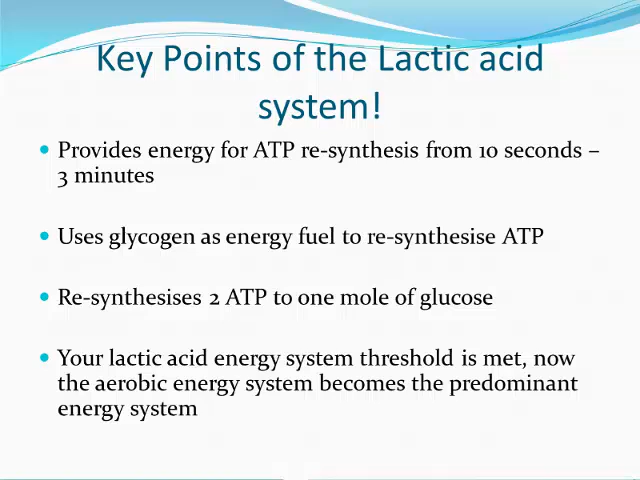 Key Points of the Lactic acid
system!
• Provides energy for ATP re-synthesis from 10 seconds –
3 minutes
• Uses glycogen as energy fuel to re-synthesise ATP
• Re-synthesises 2 ATP to one mole of glucose
• Your lactic acid energy system threshold is met, now
the aerobic energy system becomes the predominant
energy system